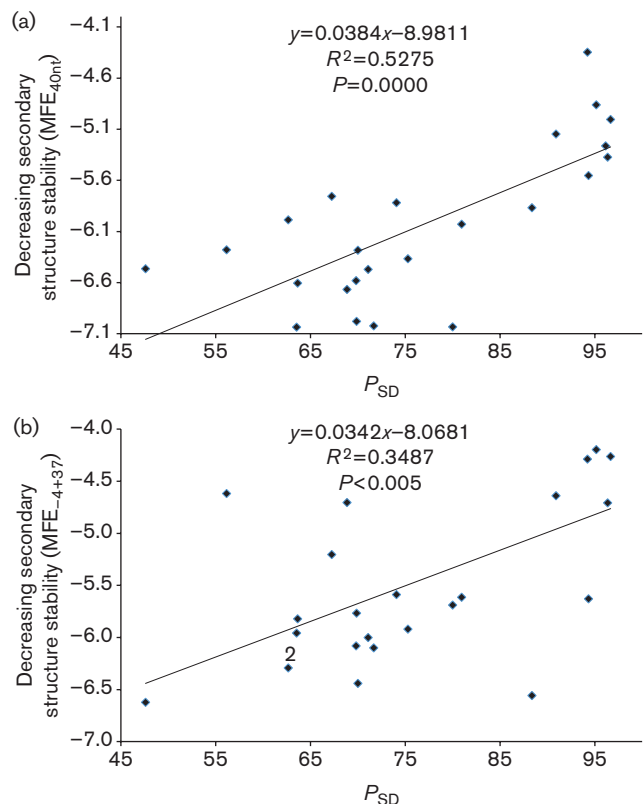 (a)
y=0.0384x−8.9811
R²=0.5275
P=0.0000
Decreasing secondary
structure stability (MFE₄₀ₙₜ)
−4.1
−4.6
−5.1
−5.6
−6.1
−6.6
−7.1
45 55 65 75 85 95
P_SD
(b)
y=0.0342x−8.0681
R²=0.3487
P<0.005
Decreasing secondary
structure stability (MFE₋₄₊₃₇)
−4.0
−4.5
−5.0
−5.5
−6.0
−6.5
−7.0
2
45 55 65 75 85 95
P_SD